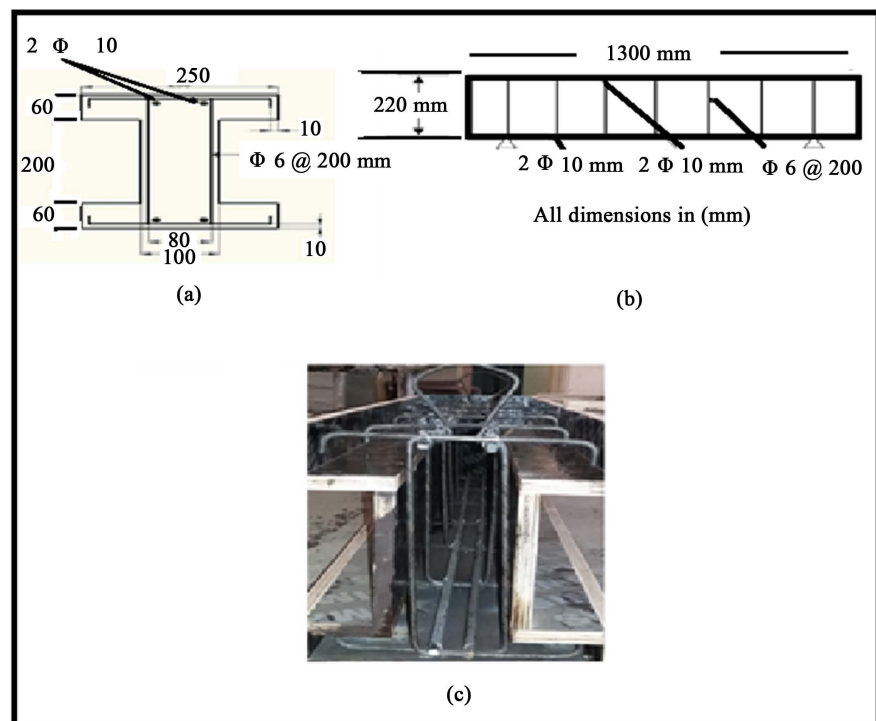 2 Φ 10
250
60
10
200
Φ 6 @ 200 mm
60
80
100
10
(a)
1300 mm
220 mm
2 Φ 10 mm 2 Φ 10 mm Φ 6 @ 200
All dimensions in (mm)
(b)
(c)